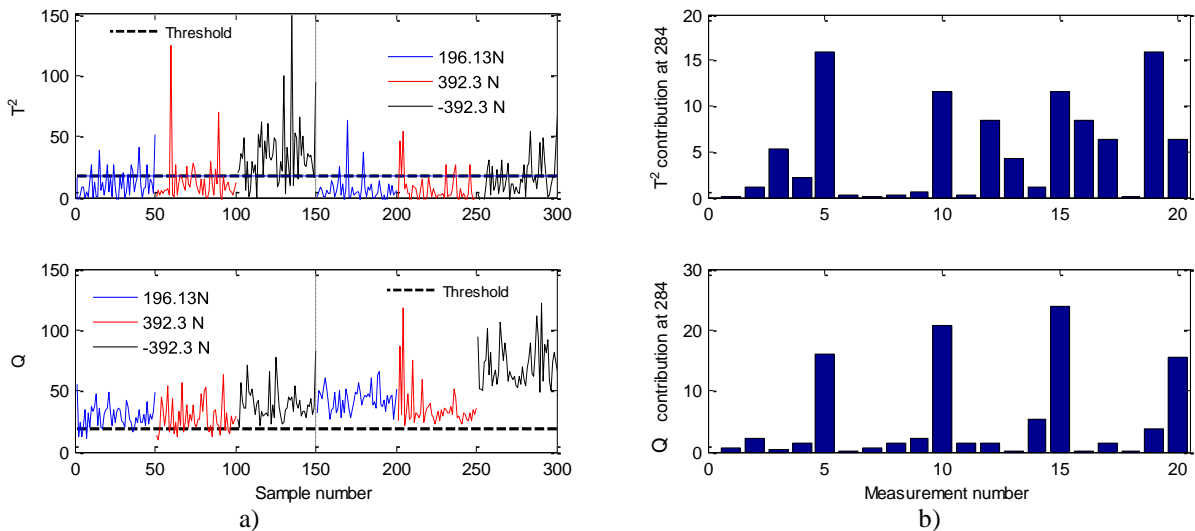 150
100
50
0
T2
Threshold
196.13N
392.3 N
-392.3 N
0 50 100 150 200 250 300
150
100
50
0
Q
196.13N
392.3 N
-392.3 N
Threshold
0 50 100 150 200 250 300
Sample number
a)
20
15
10
5
0
T2 contribution at 284
0 5 10 15 20
30
20
10
0
Q contribution at 284
0 5 10 15 20
Measurement number
b)